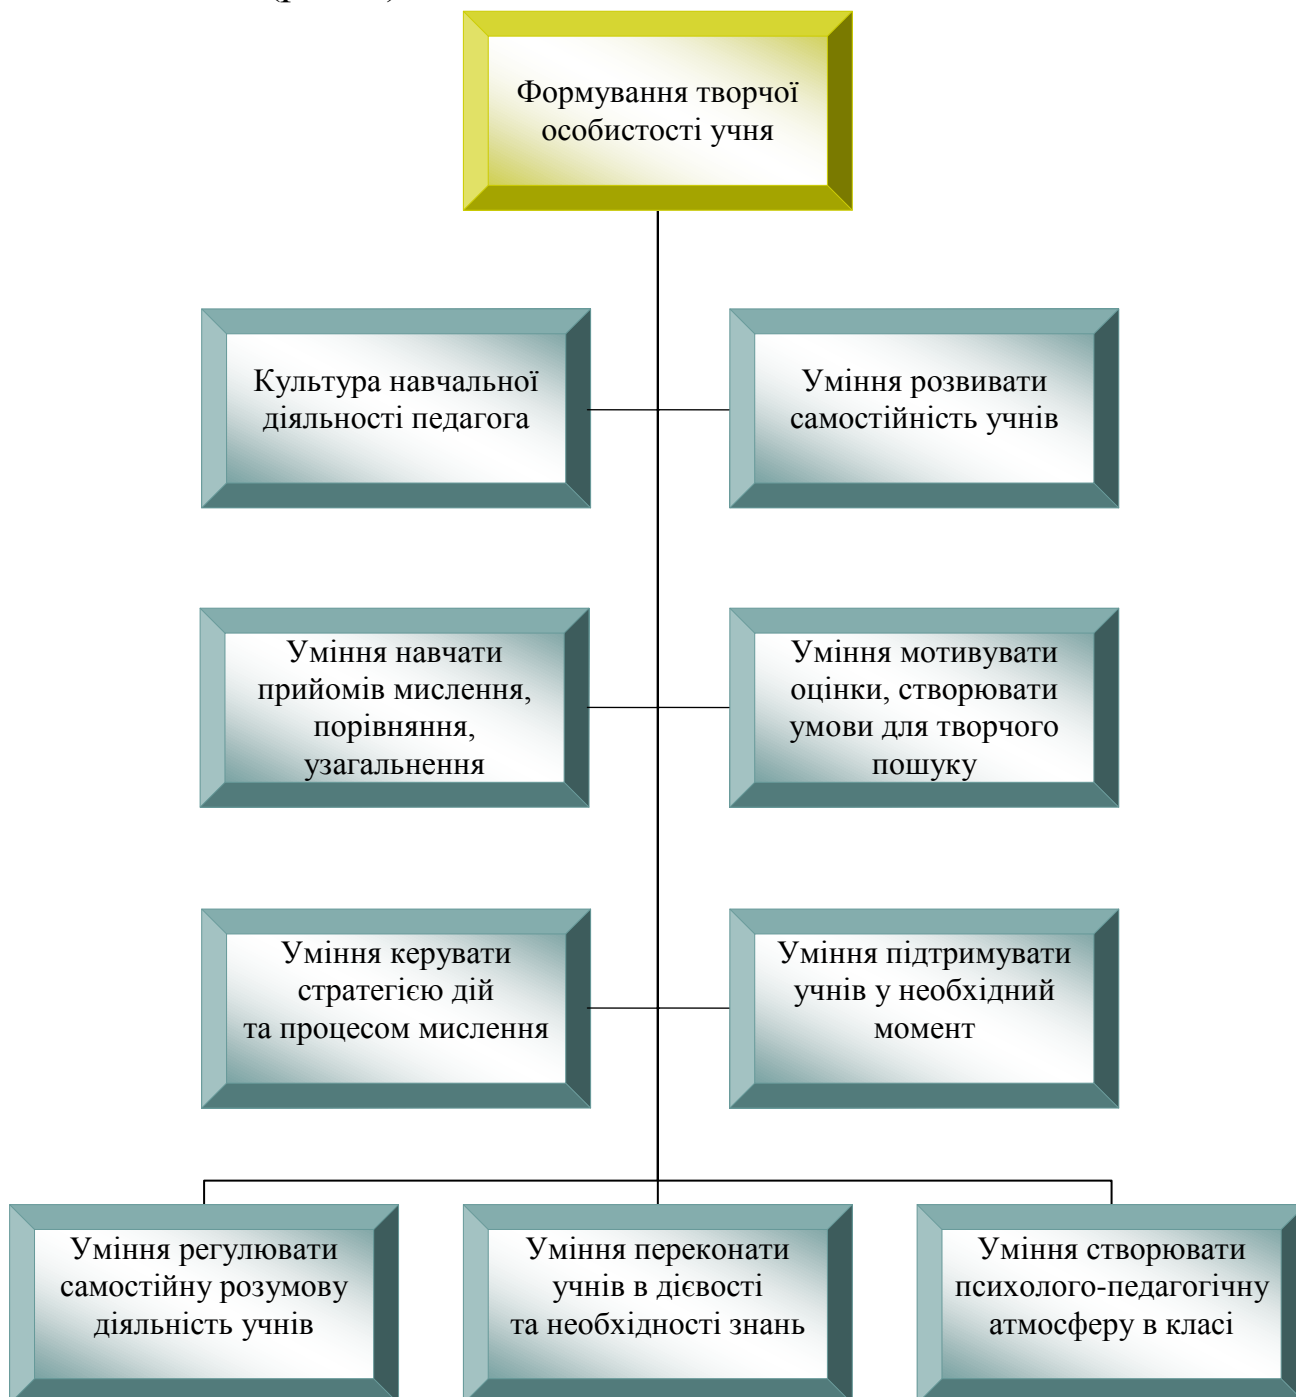 Формування творчої
особистості учня
Культура навчальної
діяльності педагога
Уміння розвивати
самостійність учнів
Уміння навчати
прийомів мислення,
порівняння,
узагальнення
Уміння мотивувати
оцінки, створювати
умови для творчого
пошуку
Уміння керувати
стратегією дій
та процесом мислення
Уміння підтримувати
учнів у необхідний
момент
Уміння регулювати
самостійну розумову
діяльність учнів
Уміння переконати
учнів в дієвості
та необхідності знань
Уміння створювати
психолого-педагогічну
атмосферу в класі